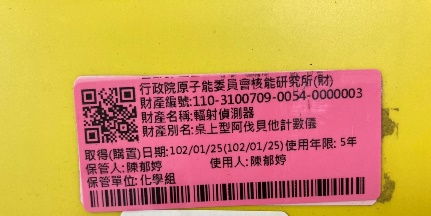 行政院原子能委員會核能研究所(財)
財產編號:110-3100709-0054-0000003
財產名稱:輻射偵測器
財產別名:桌上型阿伐貝他計數儀
取得(購置)日期:102/01/25(102/01/25) 使用年限: 5年
保管人:陳郁婷 使用人:陳郁婷
保管單位:化學組